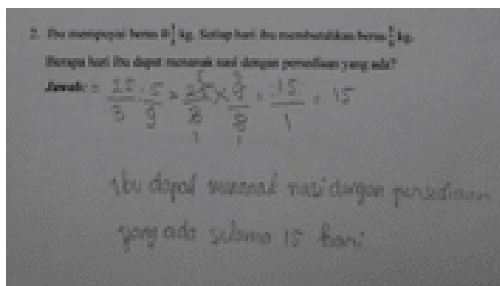 2. Ibu mempunyai beras 8 1/3 kg. Setiap hari ibu membutuhkan beras 5/9 kg.
Berapa hari ibu dapat menanak nasi dengan persediaan yang ada?
Jawab: = 25/3 : 5/9 = 25/3 × 9/5 = 15/1 = 15
ibu dapat menanak nasi dengan persediaan
yang ada selama 15 hari